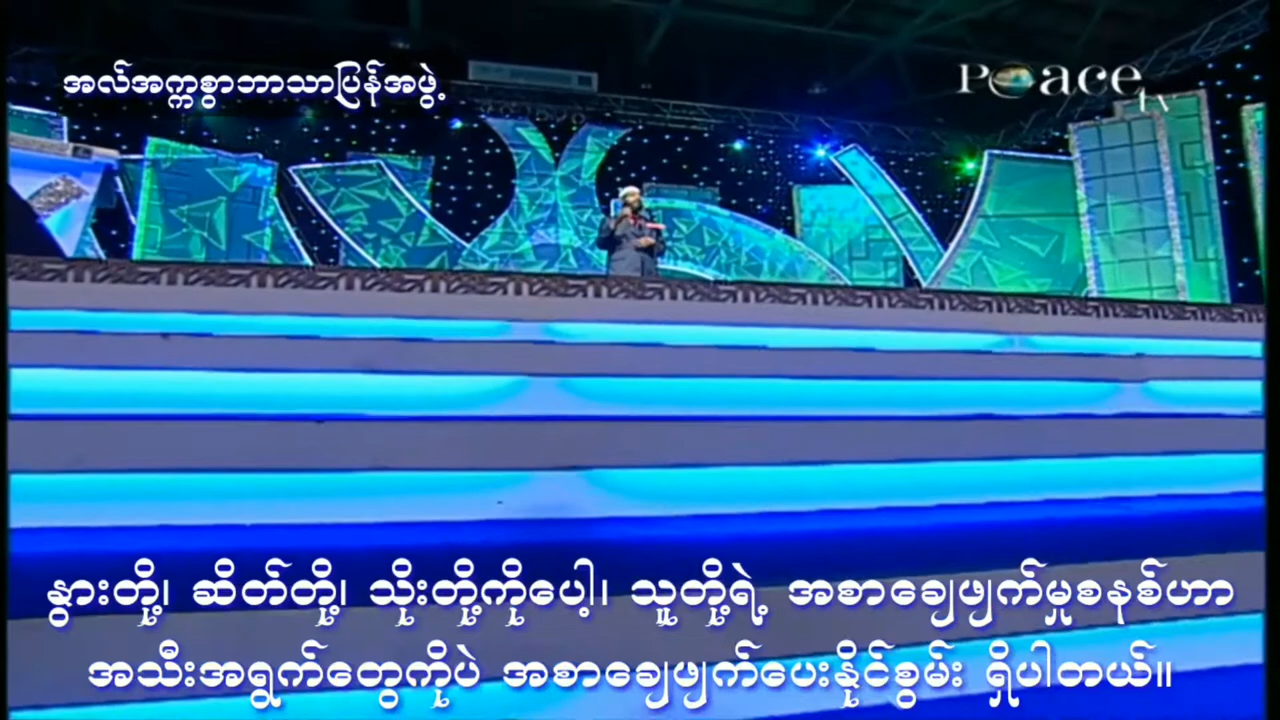 အလ်အက္ကစွာဘာသာပြန်အဖွဲ့
Peace TV
နွားတို့၊ ဆိတ်တို့၊ သိုးတို့ကိုပေါ့၊ သူတို့ရဲ့ အစာချေဖျက်မှုစနစ်ဟာ
အသီးအရွက်တွေကိုပဲ အစာချေဖျက်ပေးနိုင်စွမ်း ရှိပါတယ်။